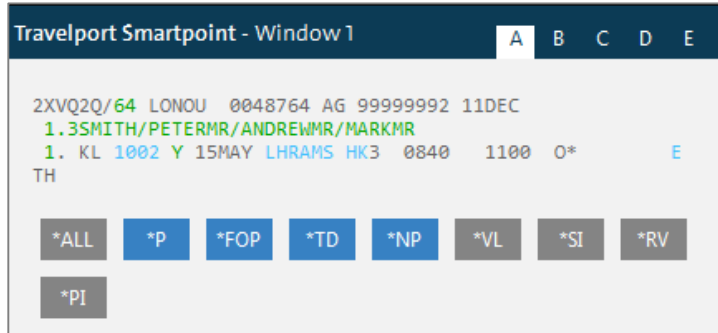 Travelport Smartpoint - Window 1 A B C D E
2XVQ2Q/64 LONOU 0048764 AG 99999992 11DEC
1.3SMITH/PETERMR/ANDREWMR/MARKMR
1. KL 1002 Y 15MAY LHRAMS HK3 0840 1100 O* E
TH
*ALL *P *FOP *TD *NP *VL *SI *RV
*PI